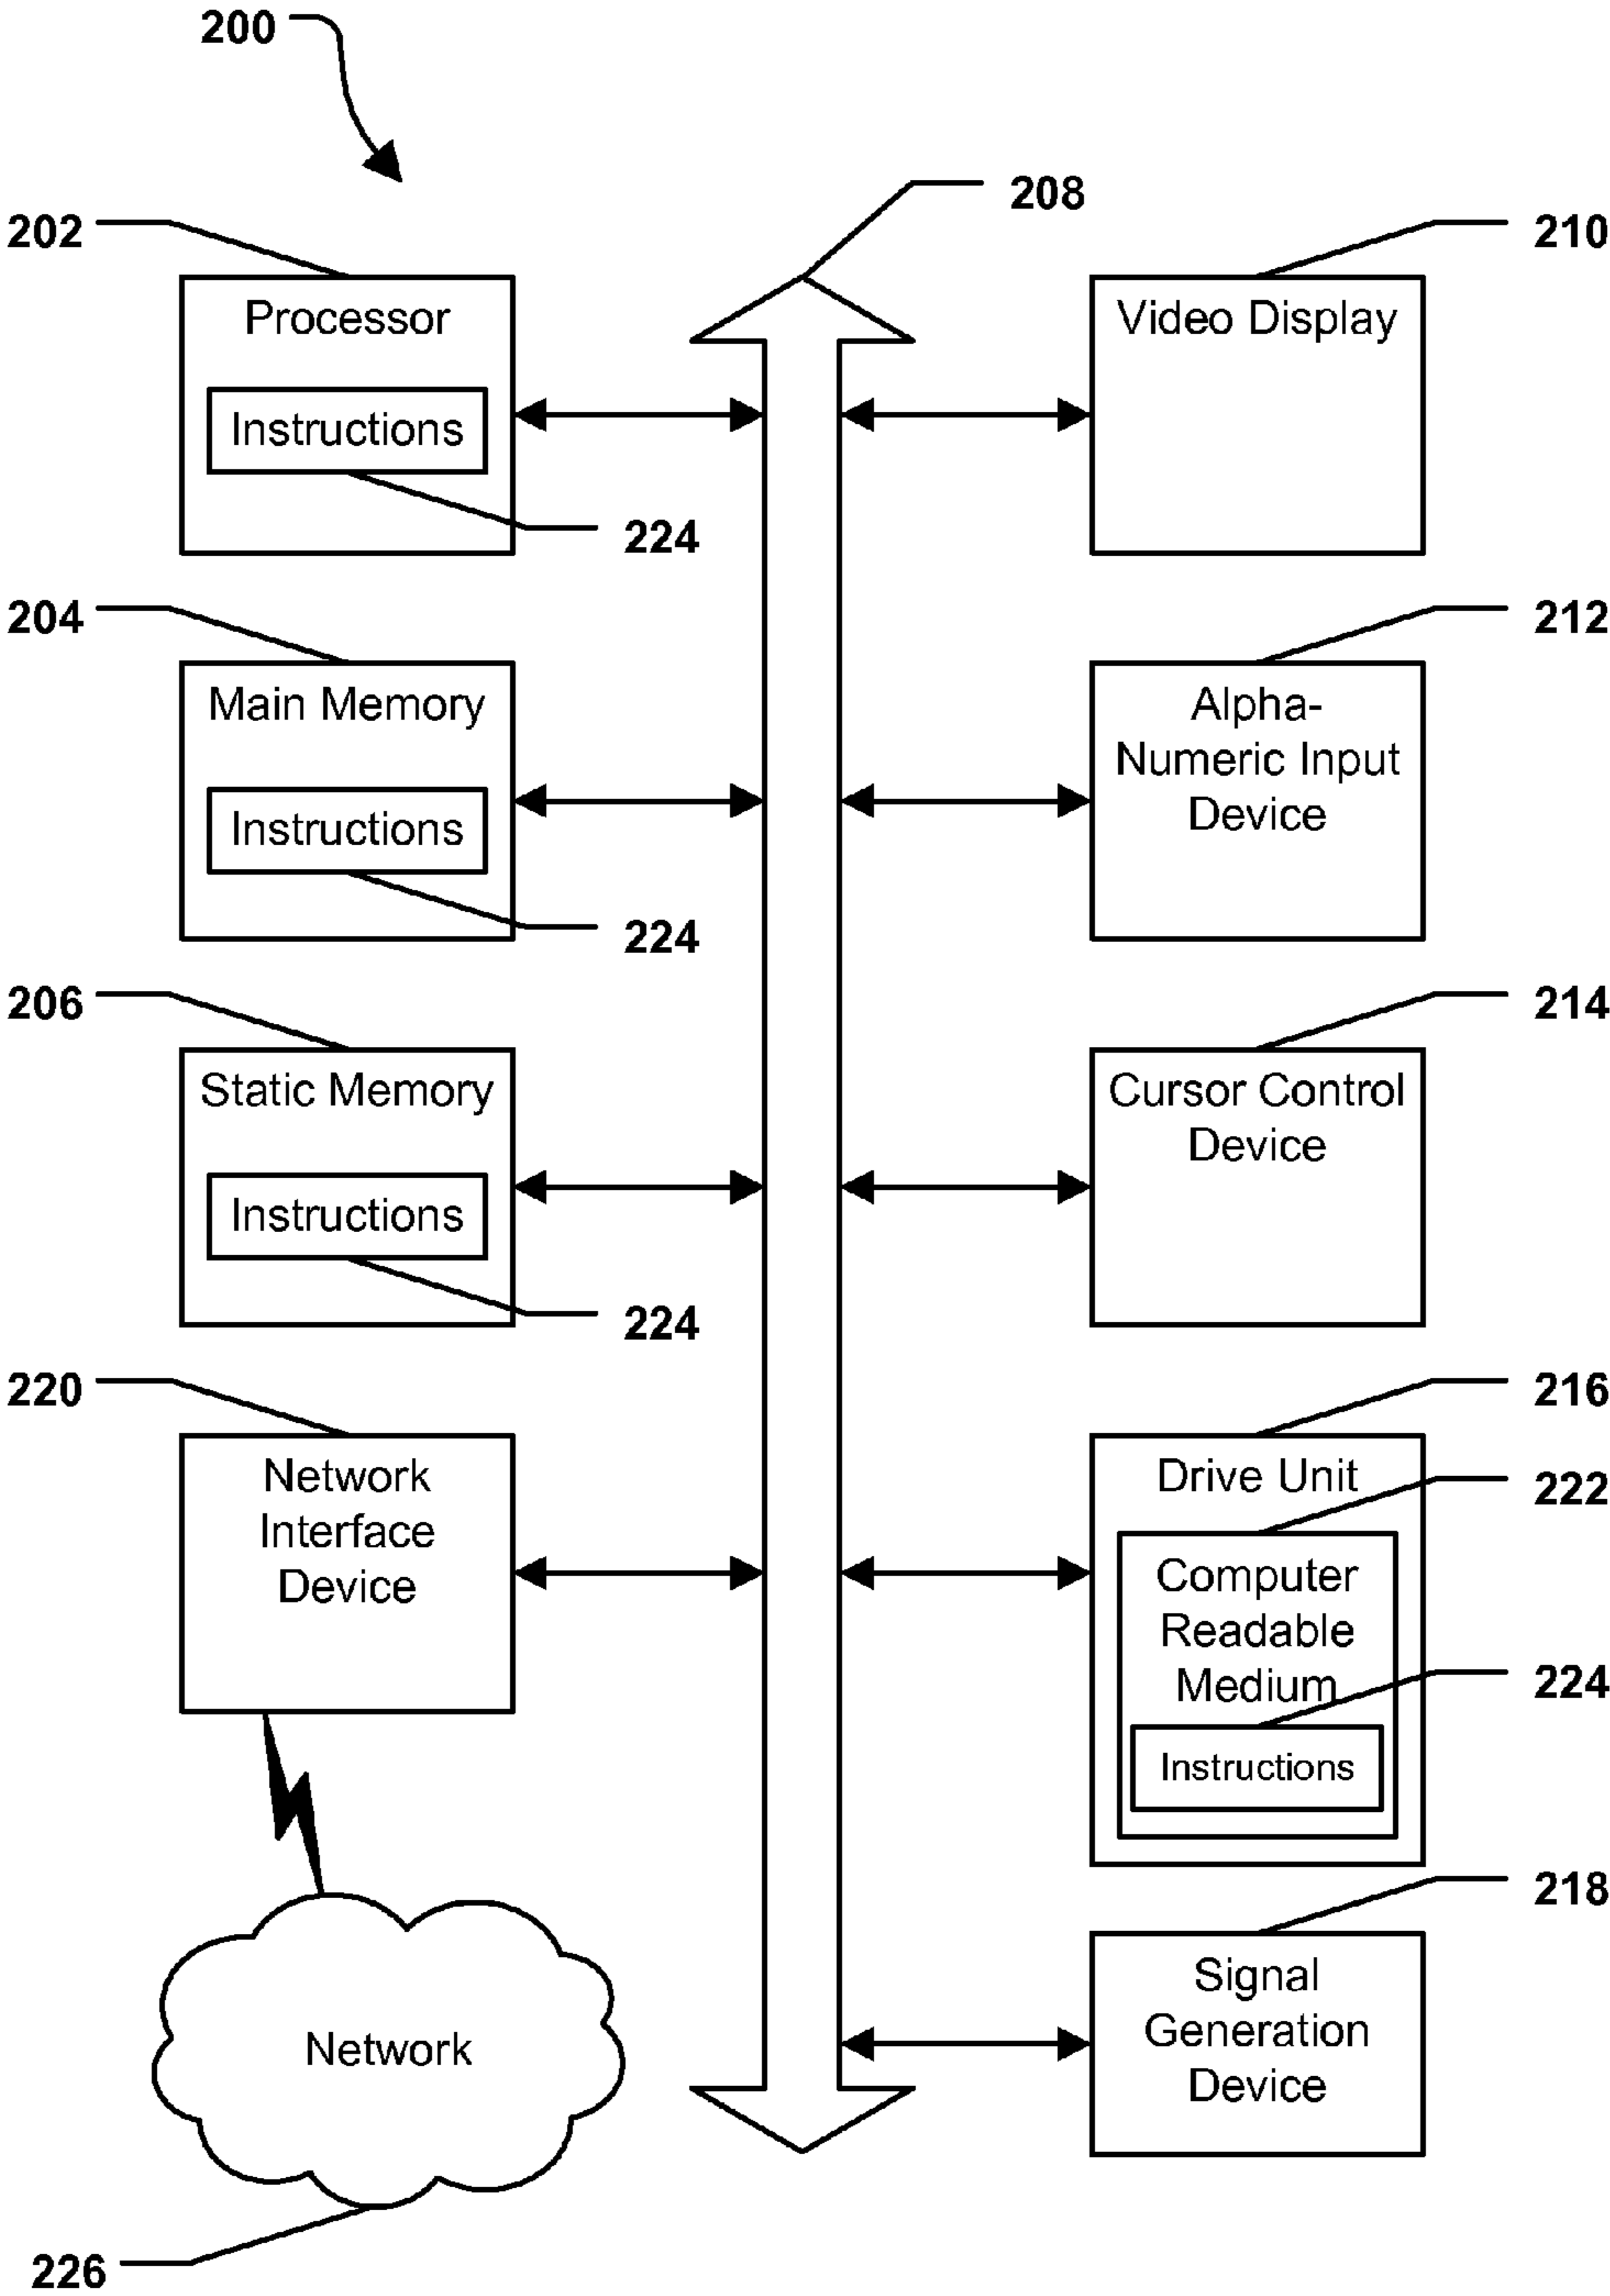 200
208
202
Processor
Instructions
224
204
Main Memory
Instructions
224
206
Static Memory
Instructions
224
220
Network
Interface
Device
Network
226
210
Video Display
212
Alpha-
Numeric Input
Device
214
Cursor Control
Device
216
Drive Unit
222
Computer
Readable
Medium
224
Instructions
218
Signal
Generation
Device